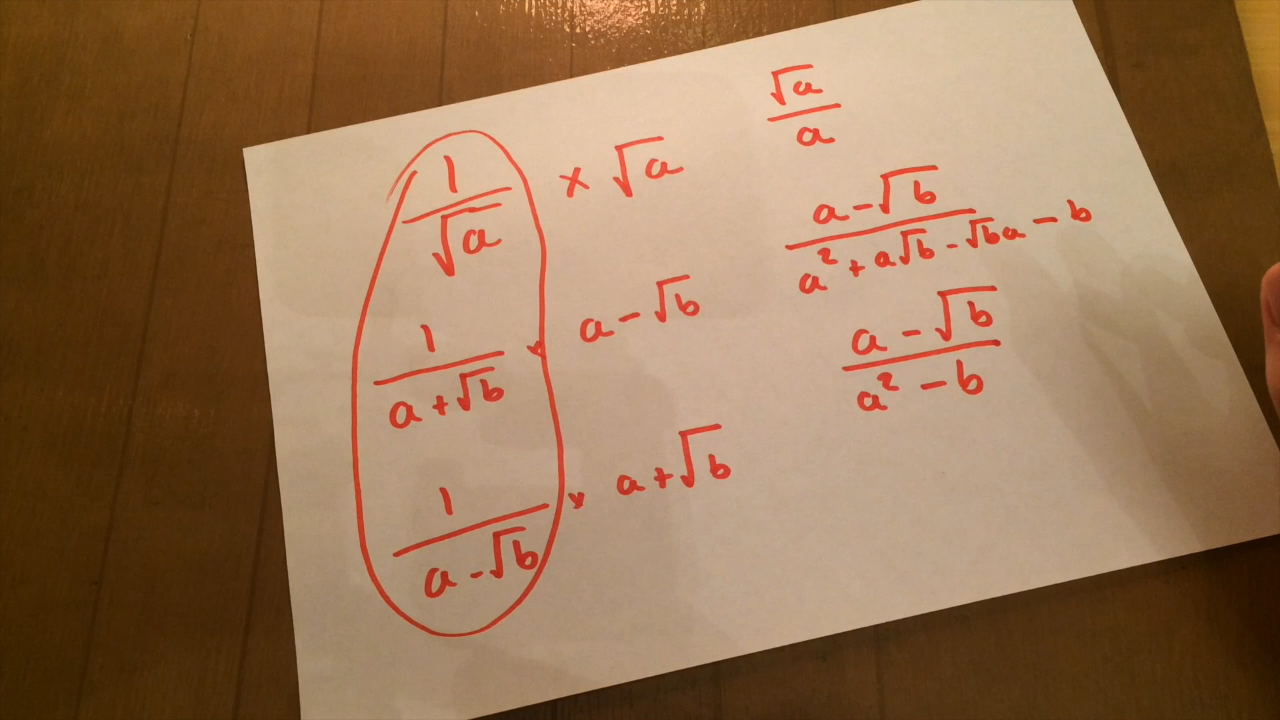 1/√a × √a
√a/a
1/(a+√b) × a-√b
(a-√b)/(a²+a√b-√ba-b)
(a-√b)/(a²-b)
1/(a-√b) × a+√b